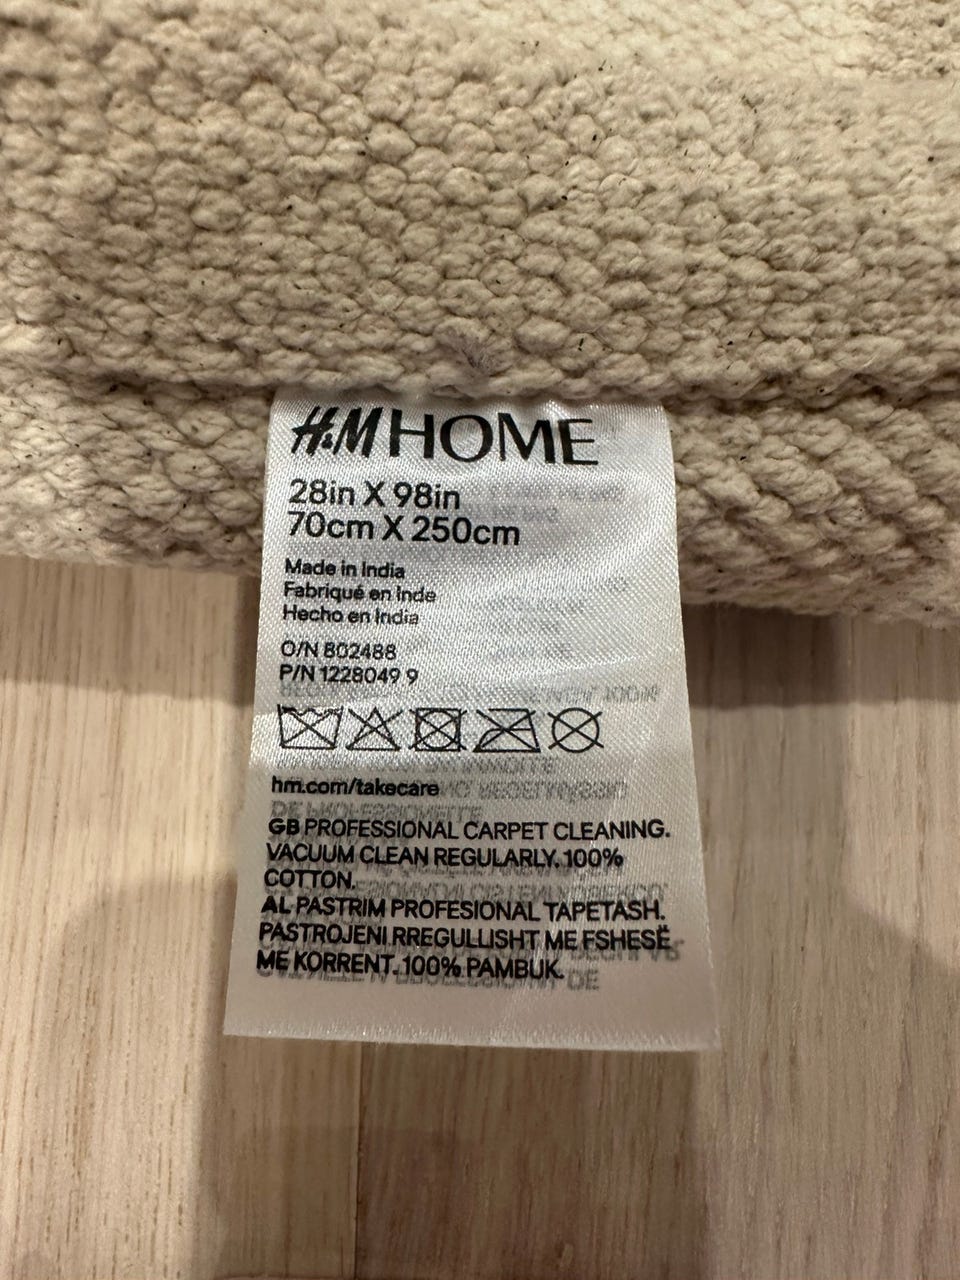 H&M HOME
28in X 98in
70cm X 250cm
Made in India
Fabriqué en Inde
Hecho en India
O/N 802488
P/N 1228049 9
hm.com/takecare
GB PROFESSIONAL CARPET CLEANING.
VACUUM CLEAN REGULARLY. 100%
COTTON.
AL PASTRIM PROFESIONAL TAPETASH.
PASTROJENI RREGULLISHT ME FSHESË
ME KORRENT. 100% PAMBUK.